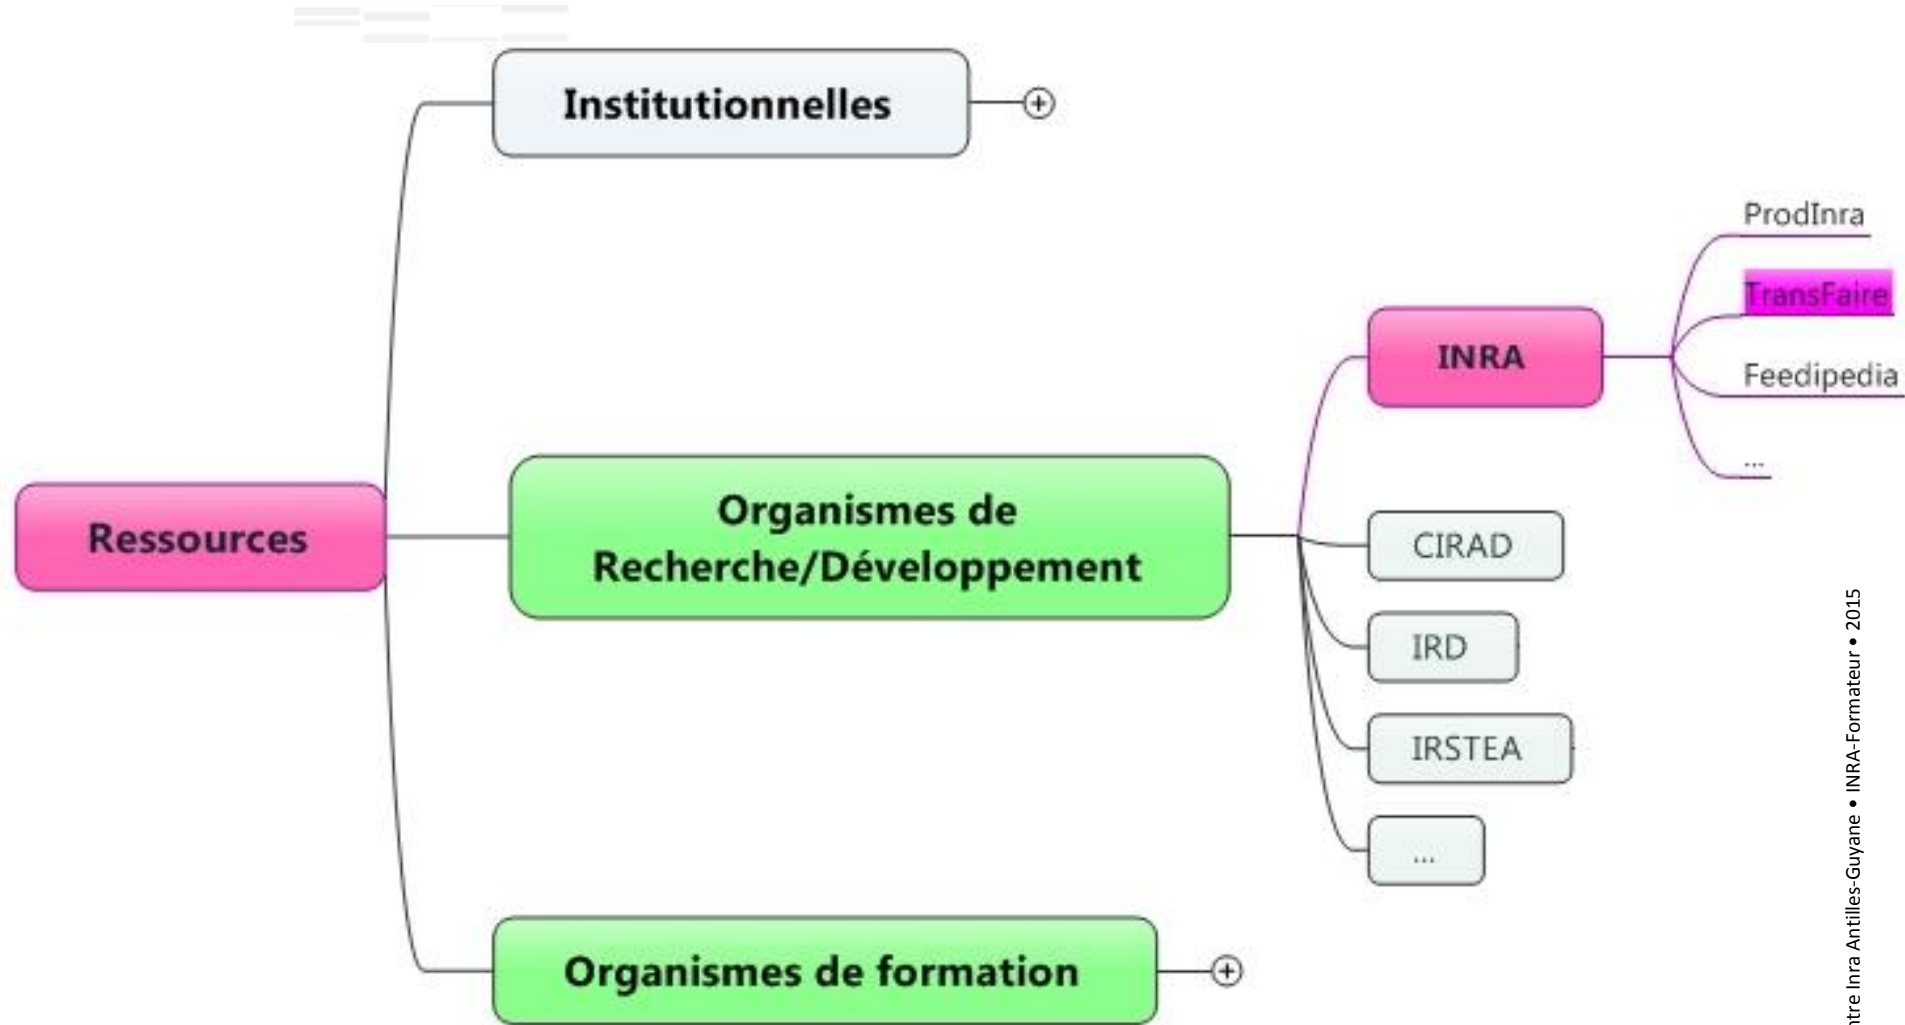 Institutionnelles
ProdInra
TransFaire
INRA
Feedipedia
...
Organismes de
Recherche/Développement
Ressources
CIRAD
IRD
IRSTEA
...
Organismes de formation
Inra Antilles-Guyane • INRA-Formateur • 2015